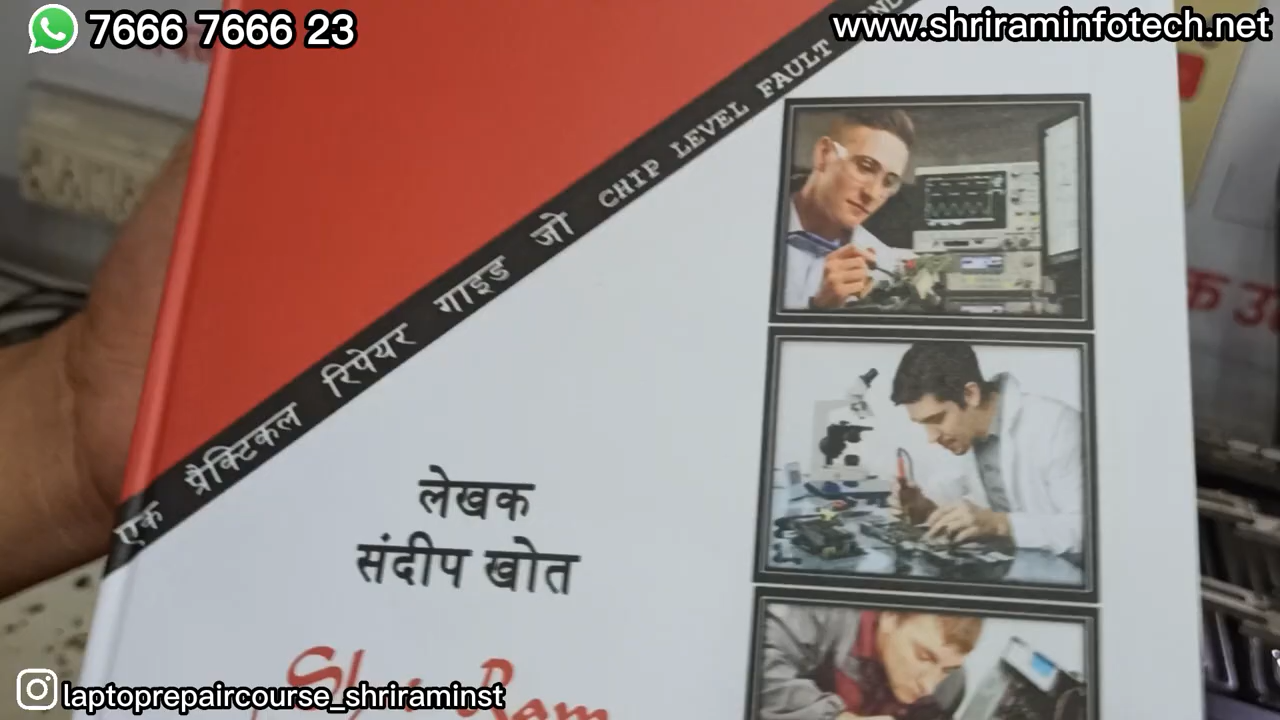 7666 7666 23
www.shriraminfotech.net
एक प्रैक्टिकल रिपेयर गाइड जो CHIP LEVEL FAULT
लेखक
संदीप खोत
laptoprepaircourse_shriraminst